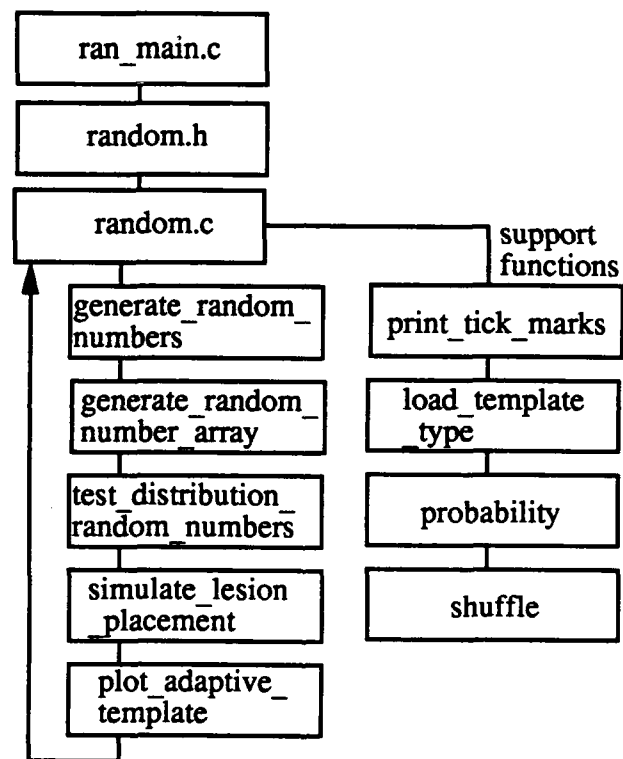 ran_main.c
random.h
random.c
support
functions
generate_random_
numbers
generate_random_
number_array
test_distribution_
random_numbers
simulate_lesion
_placement
plot_adaptive_
template
print_tick_marks
load_template
_type
probability
shuffle